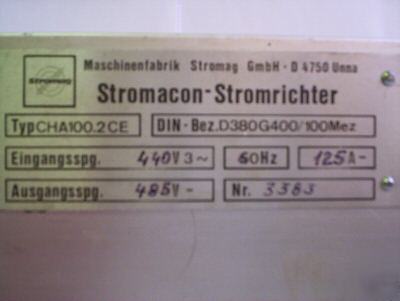 Stromag
Maschinenfabrik Stromag GmbH - D 4750 Unna
Stromacon-Stromrichter
Typ CHA100.2CE DIN-Bez. D380G400/100Mez
Eingangsspg. 440V 3~ 60Hz 125A-
Ausgangsspg. 485V- Nr. 3383